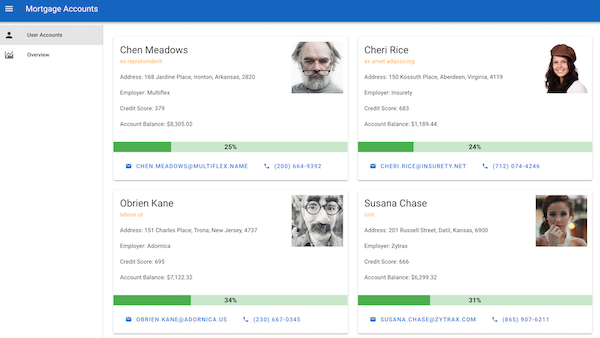 Mortgage Accounts
User Accounts
Overview
Chen Meadows
ex reprehenderit
Address: 168 Jardine Place, Ironton, Arkansas, 2820
Employer: Multiflex
Credit Score: 379
Account Balance: $8,305.02
25%
CHEN.MEADOWS@MULTIFLEX.NAME
(200) 664-9392
Cheri Rice
ex amet adipisicing
Address: 150 Kossuth Place, Aberdeen, Virginia, 4119
Employer: Insurety
Credit Score: 683
Account Balance: $1,189.44
24%
CHERI.RICE@INSURETY.NET
(712) 074-4246
Obrien Kane
labore ut
Address: 151 Charles Place, Trona, New Jersey, 4737
Employer: Adornica
Credit Score: 695
Account Balance: $7,122.32
34%
OBRIEN.KANE@ADORNICA.US
(230) 667-0345
Susana Chase
sint
Address: 201 Russell Street, Datil, Kansas, 6900
Employer: Zytrax
Credit Score: 666
Account Balance: $6,299.32
31%
SUSANA.CHASE@ZYTRAX.COM
(865) 907-6211